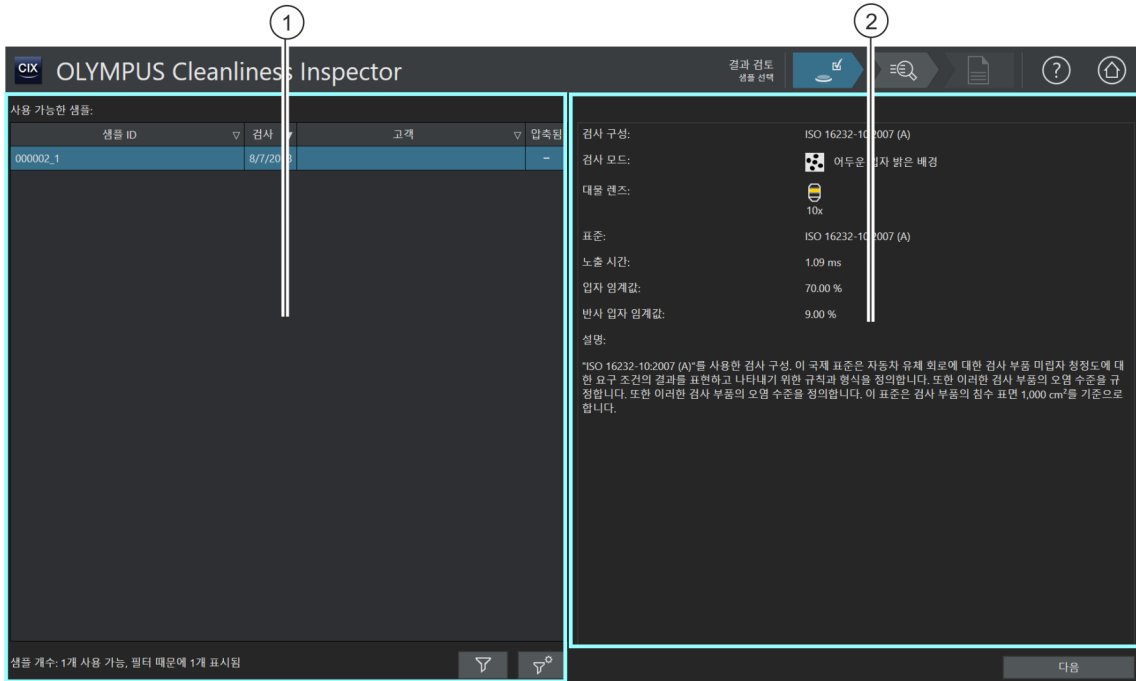 1
2
CIX
OLYMPUS Cleanliness Inspector
결과 검토
샘플 선택
?
사용 가능한 샘플:
샘플 ID
검사
고객
압축됨
000002_1
8/7/20
–
검사 구성:
ISO 16232-10:2007 (A)
검사 모드:
어두운 입자 밝은 배경
대물 렌즈:
10x
표준:
ISO 16232-10:2007 (A)
노출 시간:
1.09 ms
입자 임계값:
70.00 %
반사 입자 임계값:
9.00 %
설명:
"ISO 16232-10:2007 (A)"를 사용한 검사 구성. 이 국제 표준은 자동차 유체 회로에 대한 검사 부품 미립자 청정도에 대
한 요구 조건의 결과를 표현하고 나타내기 위한 규칙과 형식을 정의합니다. 또한 이러한 검사 부품의 오염 수준을 규
정합니다. 또한 이러한 검사 부품의 오염 수준을 정의합니다. 이 표준은 검사 부품의 침수 표면 1,000 cm²를 기준으로
합니다.
샘플 개수: 1개 사용 가능, 필터 때문에 1개 표시됨
다음